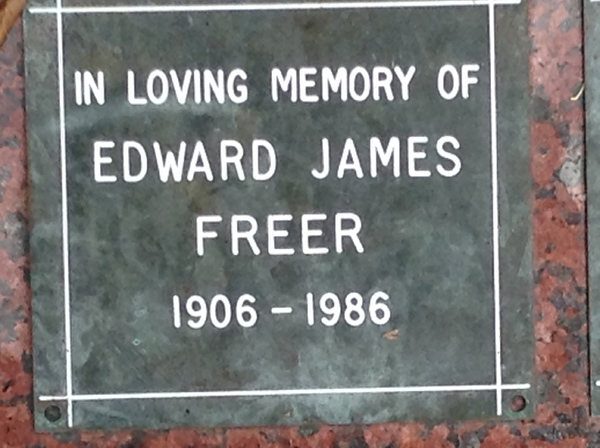 IN LOVING MEMORY OF
EDWARD JAMES
FREER
1906 - 1986